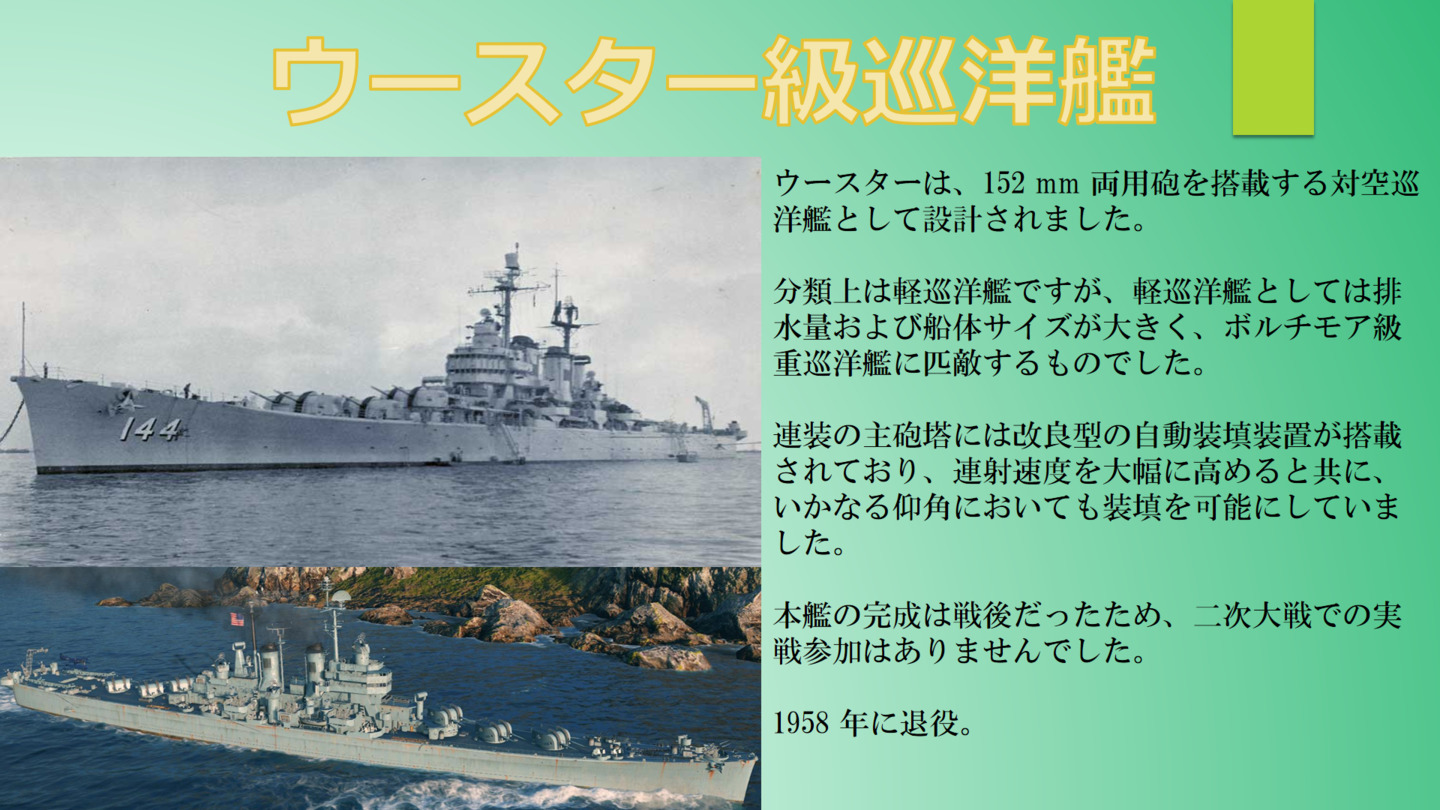 ウースター級巡洋艦
144
ウースターは、152 mm 両用砲を搭載する対空巡
洋艦として設計されました。
分類上は軽巡洋艦ですが、軽巡洋艦としては排
水量および船体サイズが大きく、ボルチモア級
重巡洋艦に匹敵するものでした。
連装の主砲塔には改良型の自動装填装置が搭載
されており、連射速度を大幅に高めると共に、
いかなる仰角においても装填を可能にしていま
した。
本艦の完成は戦後だったため、二次大戦での実
戦参加はありませんでした。
1958 年に退役。